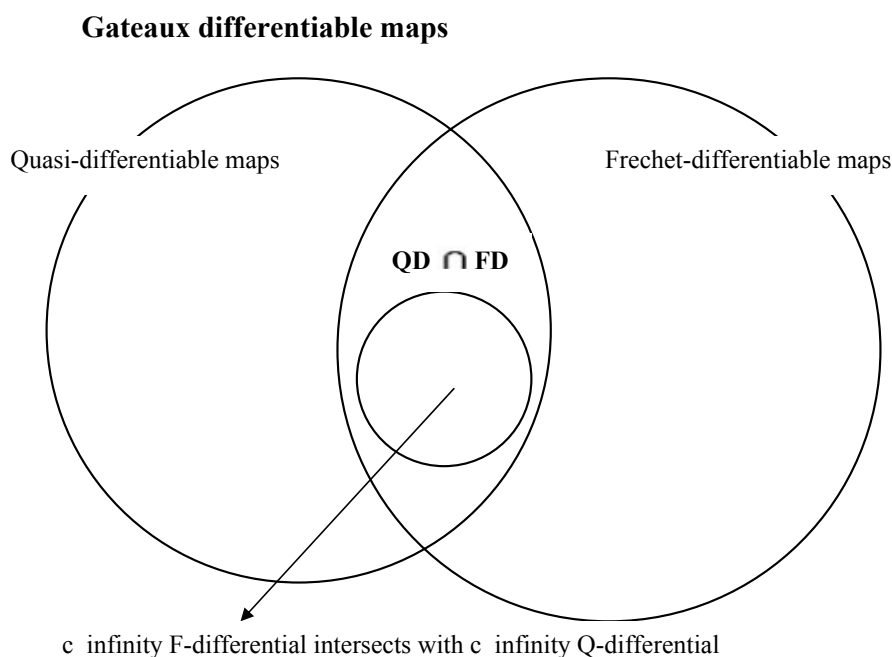 Gateaux differentiable maps
Quasi-differentiable maps
Frechet-differentiable maps
QD ∩ FD
c infinity F-differential intersects with c infinity Q-differential